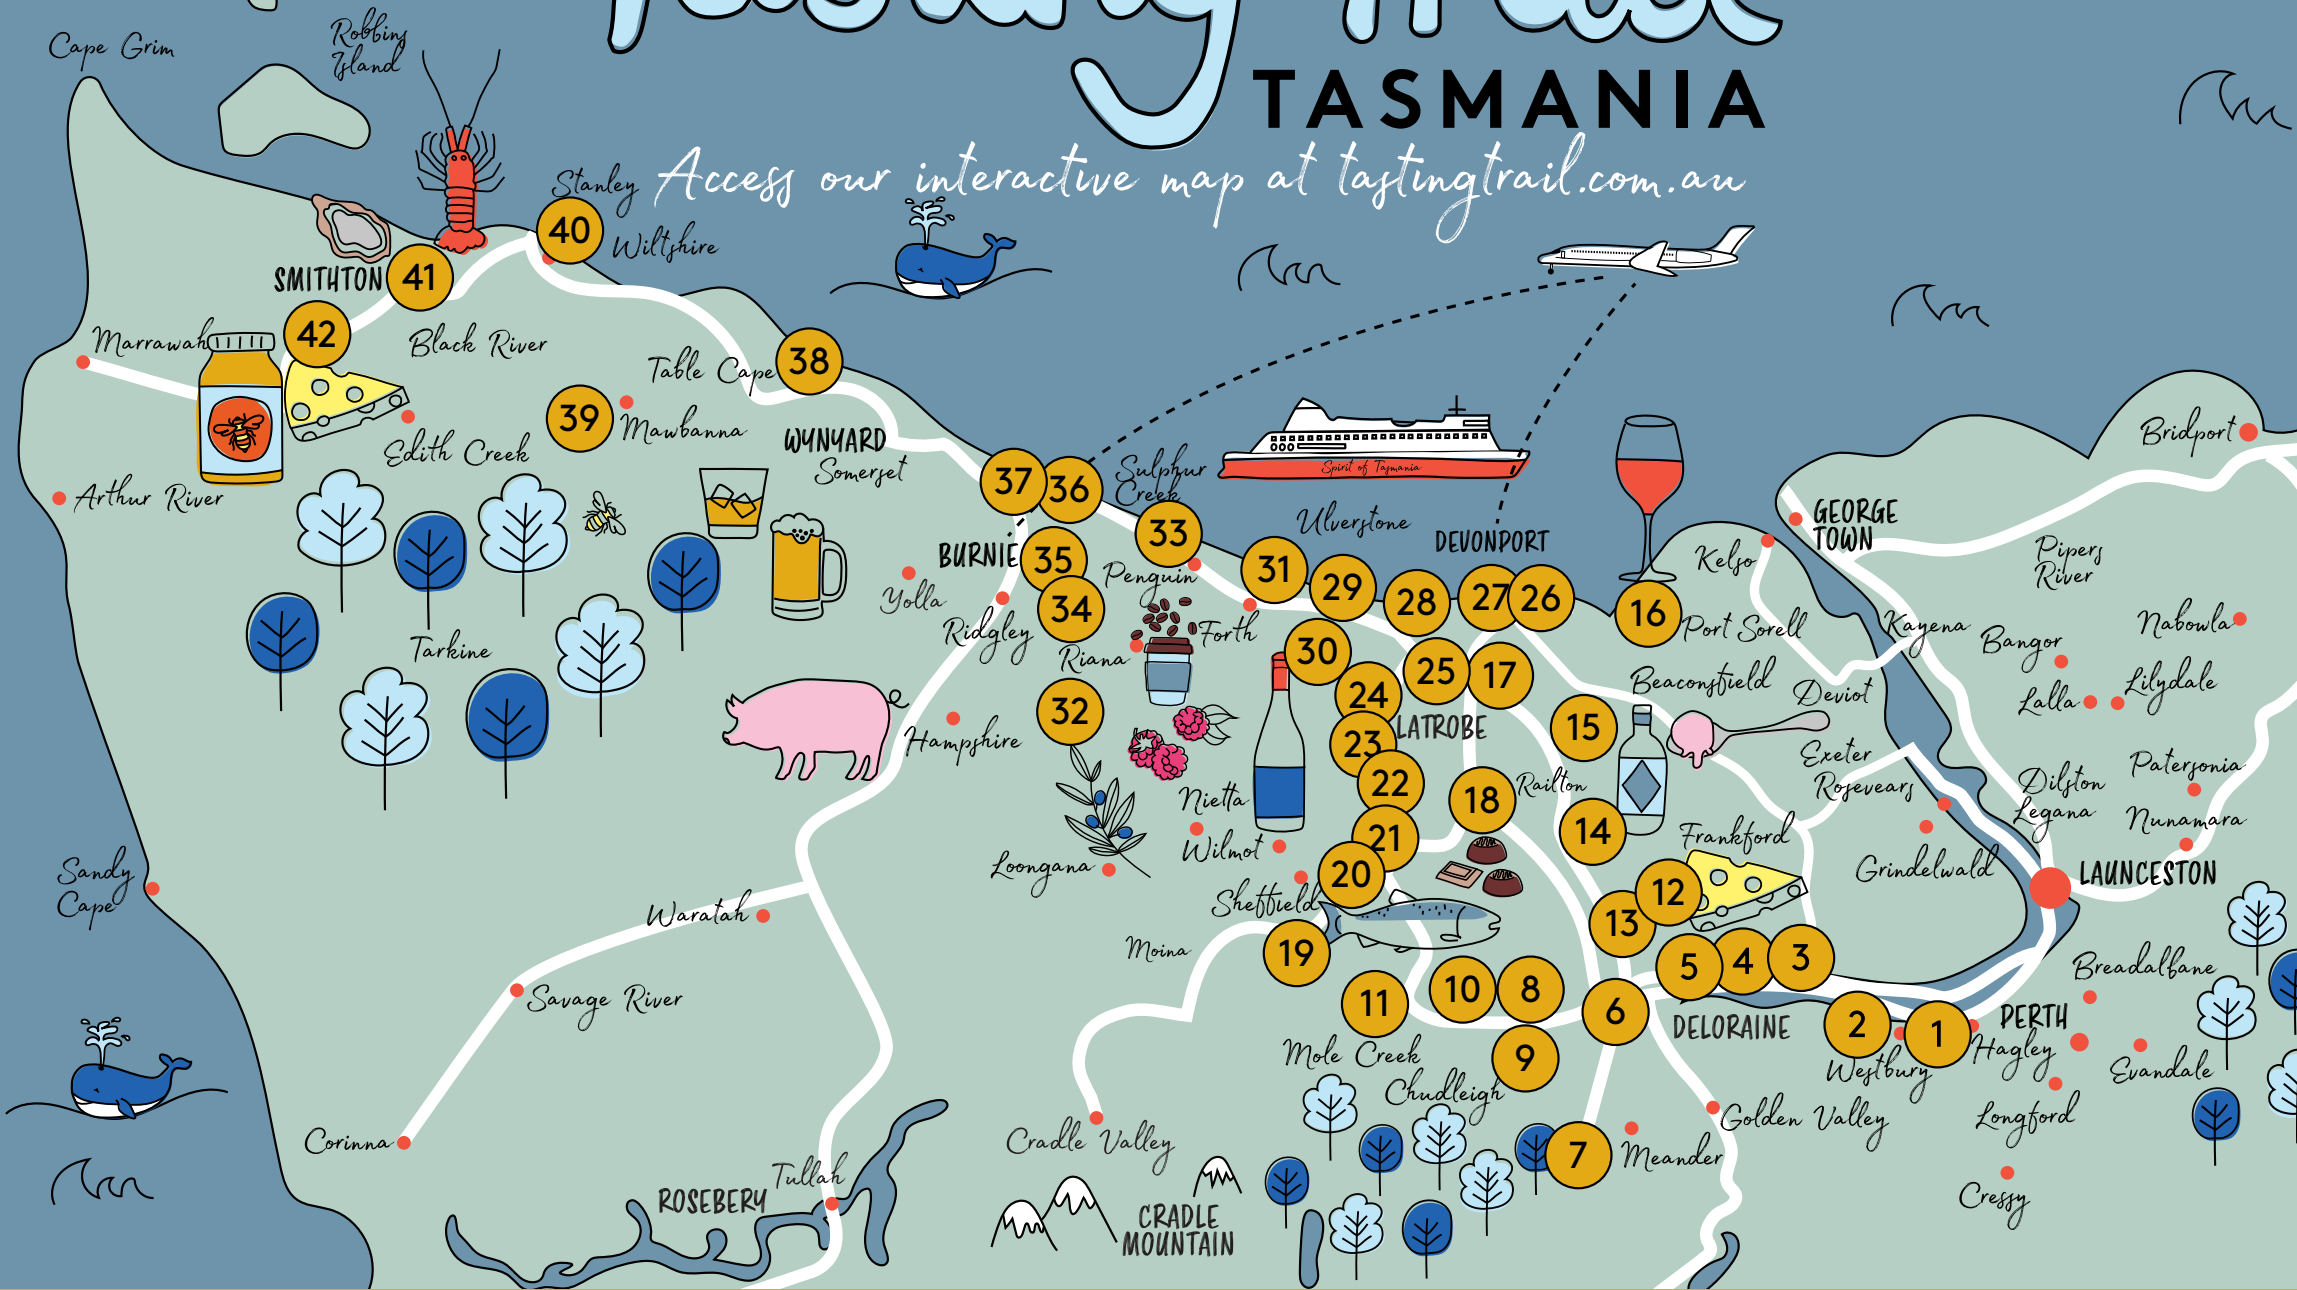 Tasting Trail
TASMANIA
Access our interactive map at tastingtrail.com.au
Cape Grim
Robbins
Island
Stanley
40
Wiltshire
SMITHTON
41
42
Marrawah
Black River
Table Cape
38
39
Mawbanna
Edith Creek
WYNYARD
Somerset
Arthur River
37
36
Sulphur
Creek
33
Spirit of Tasmania
Ulverstone
DEVONPORT
BURNIE
35
Penguin
31
29
28
27
26
16
Yolla
34
Ridgley
Riana
Forth
30
Tarkine
32
Hampshire
24
25
17
LATROBE
15
23
22
18
Railton
14
Nietta
Wilmot
21
20
Loongana
Sheffield
19
Moina
Bridport
GEORGE
TOWN
Kelso
Pipers
River
Port Sorell
Kayena
Bangor
Nabowla
Beaconsfield
Deviot
Lalla
Lilydale
Exeter
Rosevears
Dilston
Legana
Patersonia
Nunamara
Frankford
Grindelwald
LAUNCESTON
12
13
5
4
3
11
10
8
6
9
DELORAINE
2
1
Westbury
PERTH
Hagley
Breadalbane
Evandale
Longford
Cressy
Mole Creek
Chudleigh
7
Meander
Golden Valley
Sandy
Cape
Waratah
Savage River
Corinna
Tullah
ROSEBERY
Cradle Valley
CRADLE
MOUNTAIN